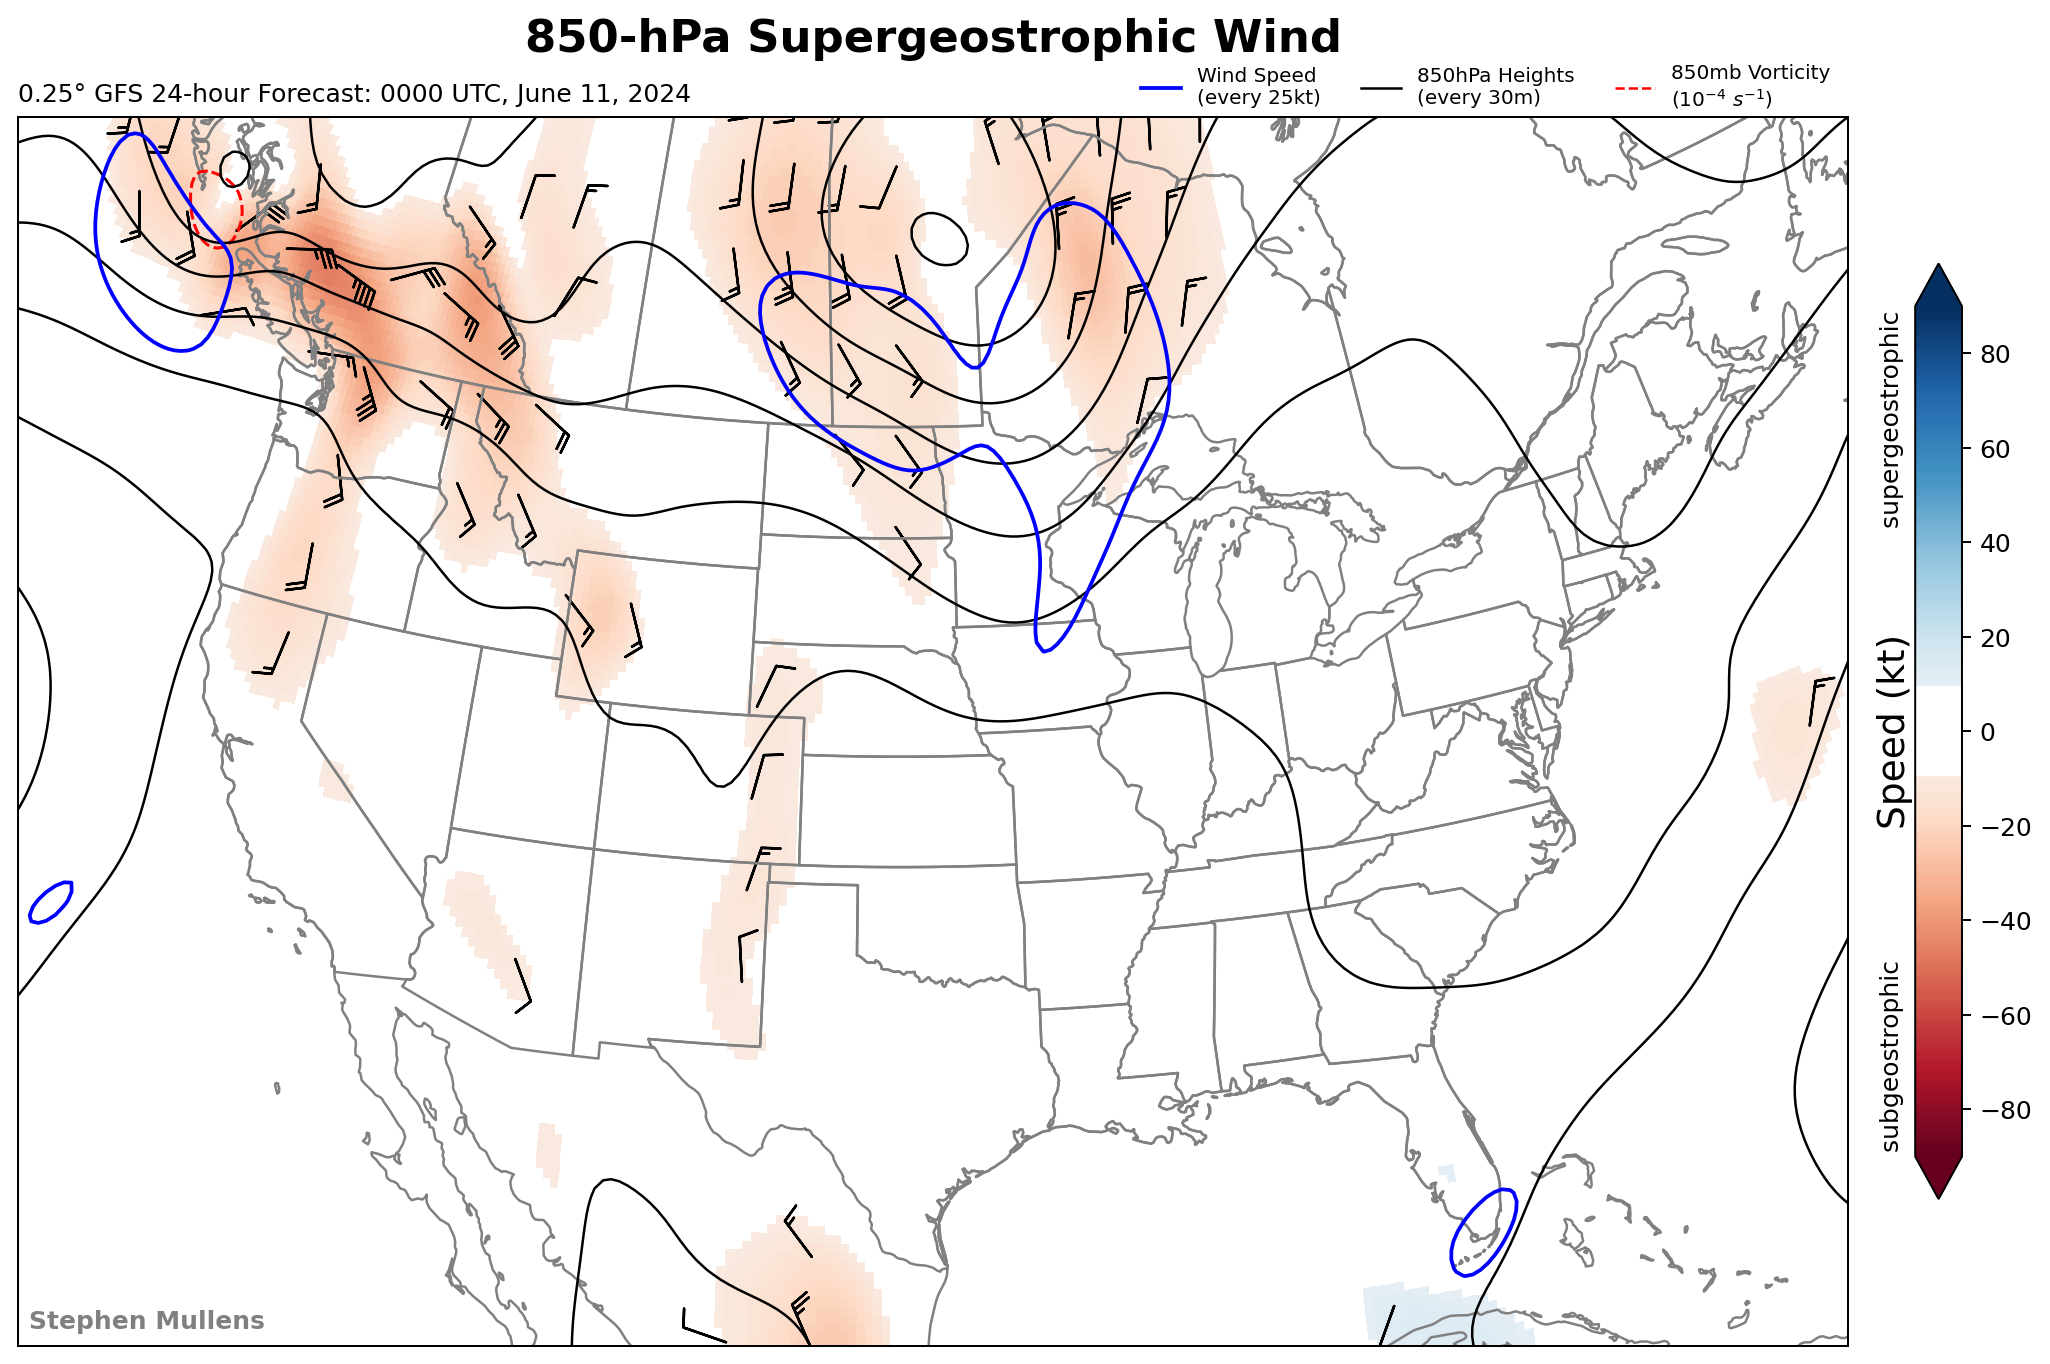 850-hPa Supergeostrophic Wind
0.25° GFS 24-hour Forecast: 0000 UTC, June 11, 2024
Wind Speed
(every 25kt)
850hPa Heights
(every 30m)
850mb Vorticity
(10⁻⁴ s⁻¹)
supergeostrophic
Speed (kt)
subgeostrophic
80
60
40
20
0
−20
−40
−60
−80
Stephen Mullens